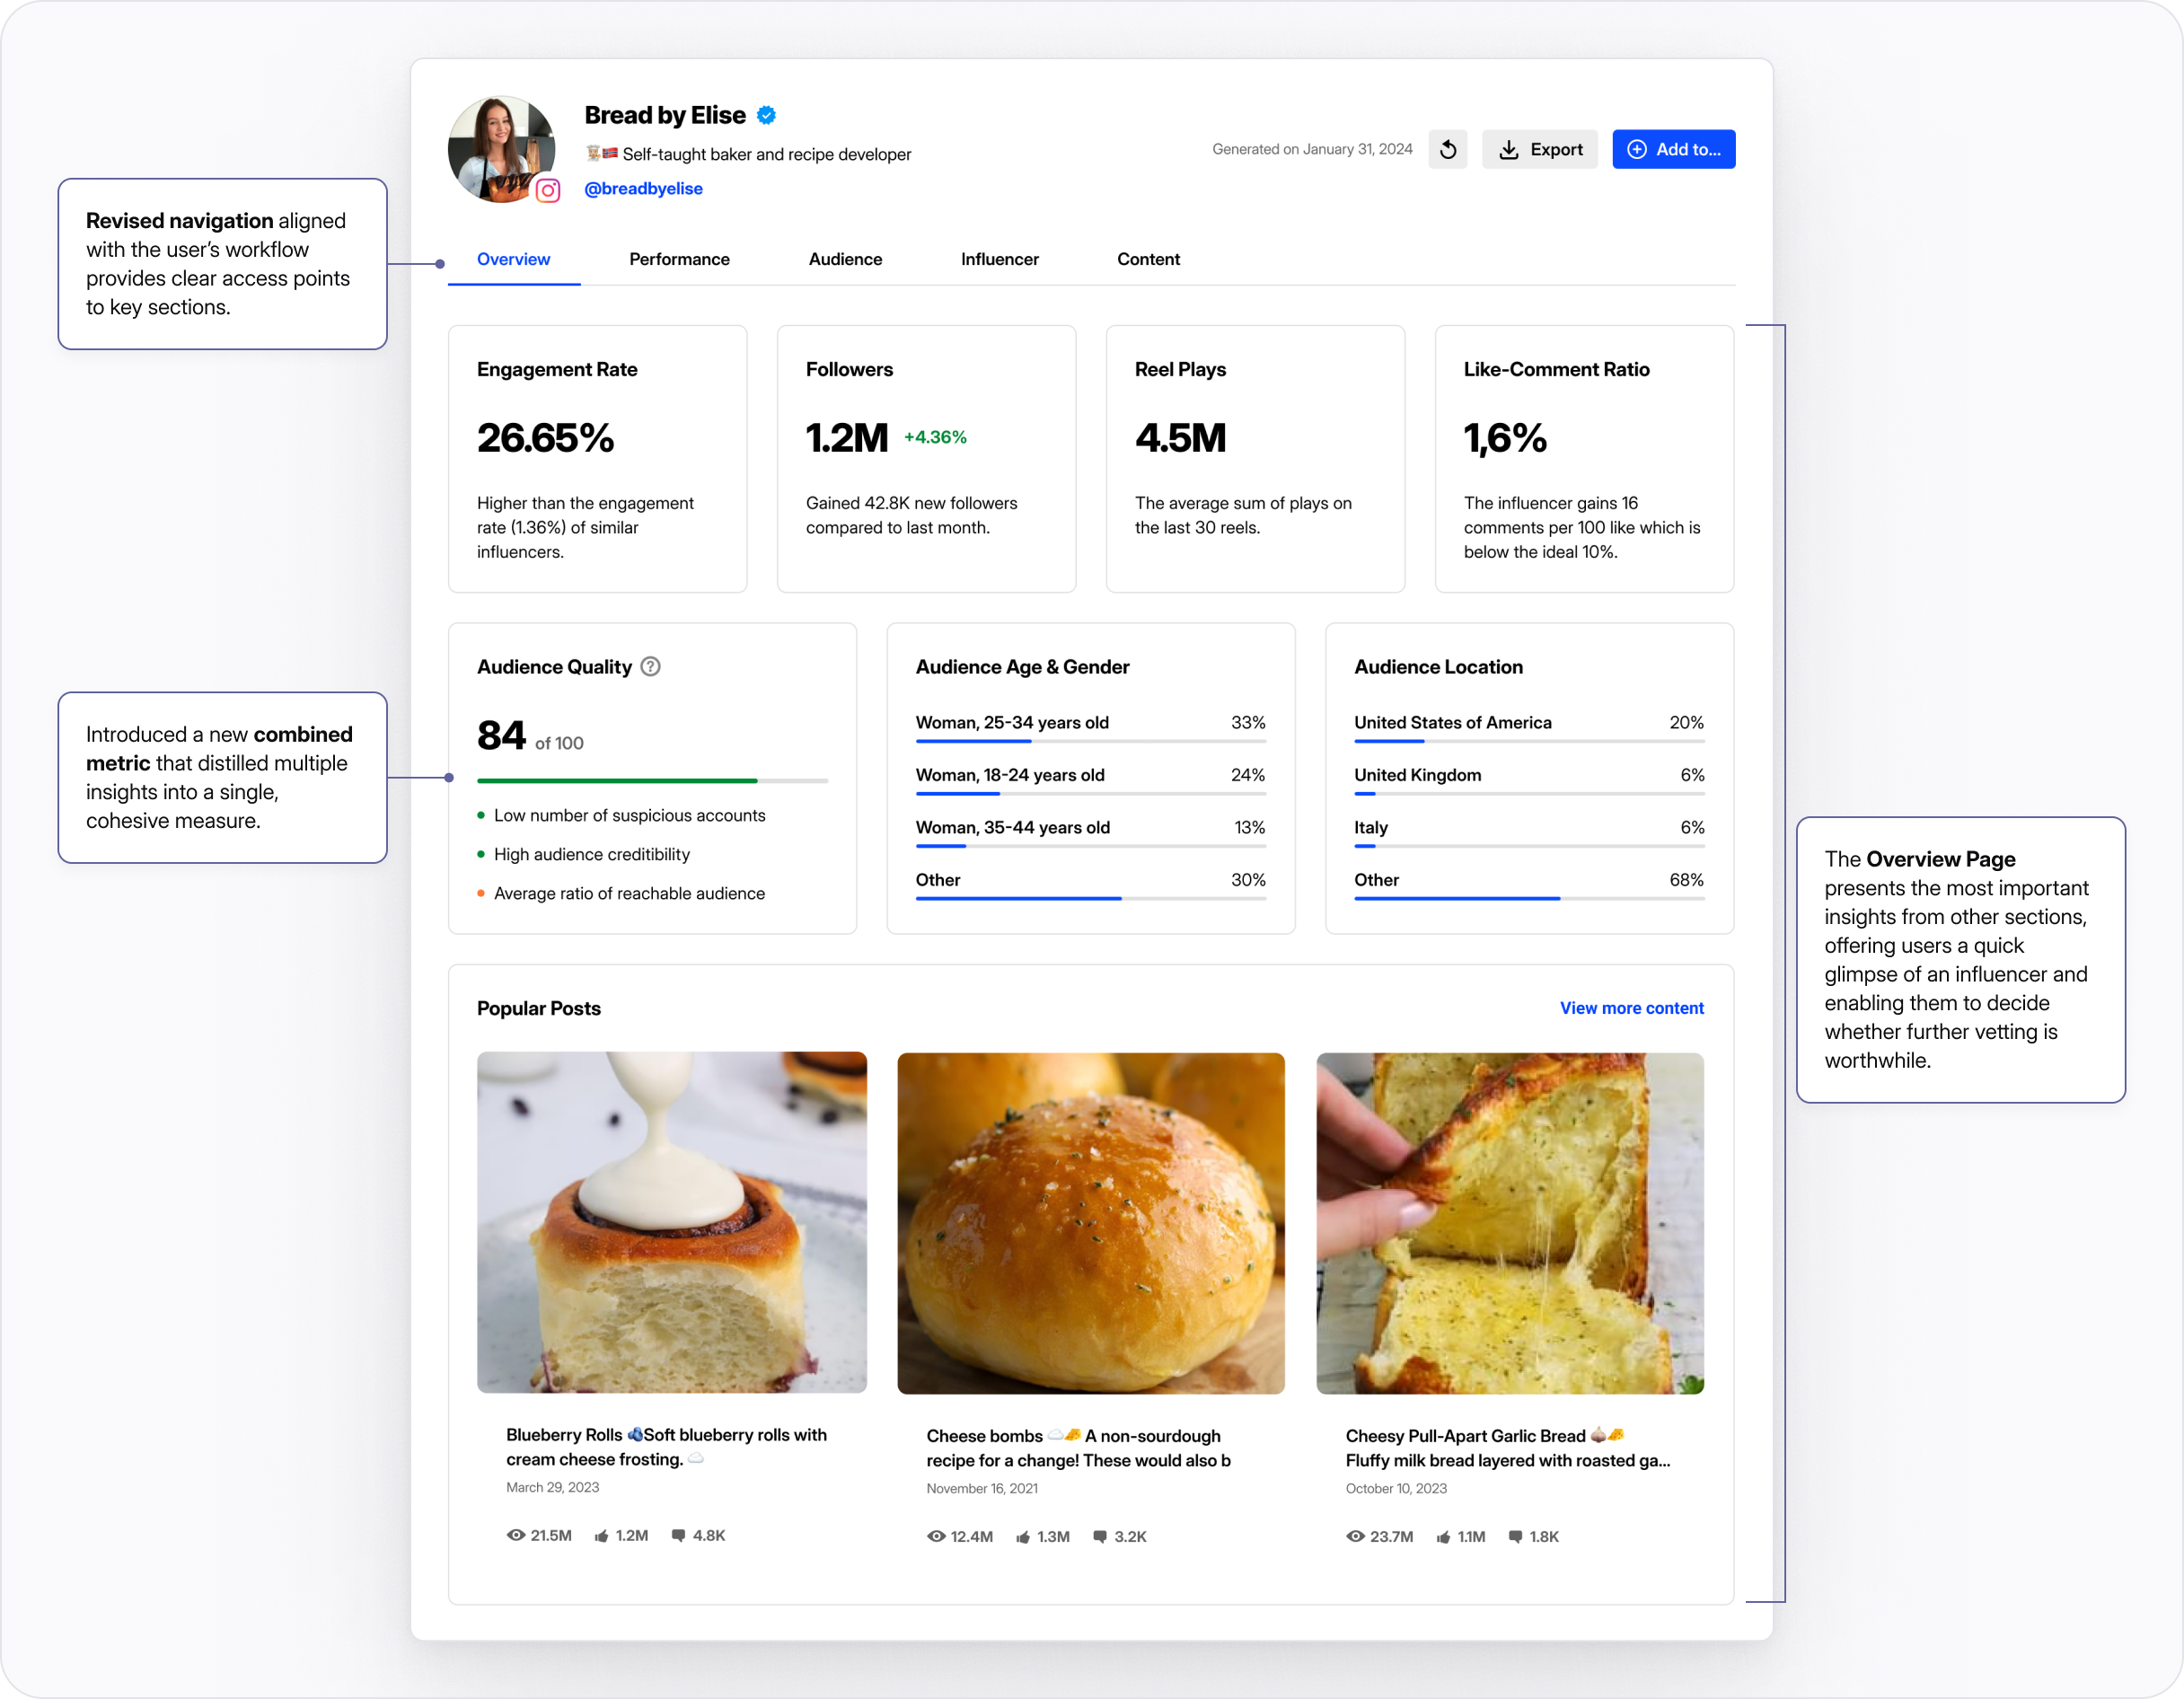 Bread by Elise
Self-taught baker and recipe developer
@breadbyelise
Generated on January 31, 2024
Export
Add to...
Revised navigation aligned
with the user's workflow
provides clear access points
to key sections.
Overview
Performance
Audience
Influencer
Content
Engagement Rate
26.65%
Higher than the engagement
rate (1.36%) of similar
influencers.
Followers
1.2M +4.36%
Gained 42.8K new followers
compared to last month.
Reel Plays
4.5M
The average sum of plays on
the last 30 reels.
Like-Comment Ratio
1,6%
The influencer gains 16
comments per 100 like which is
below the ideal 10%.
Introduced a new combined
metric that distilled multiple
insights into a single,
cohesive measure.
Audience Quality ?
84 of 100
Low number of suspicious accounts
High audience creditibility
Average ratio of reachable audience
Audience Age & Gender
Woman, 25-34 years old 33%
Woman, 18-24 years old 24%
Woman, 35-44 years old 13%
Other 30%
Audience Location
United States of America 20%
United Kingdom 6%
Italy 6%
Other 68%
The Overview Page
presents the most important
insights from other sections,
offering users a quick
glimpse of an influencer and
enabling them to decide
whether further vetting is
worthwhile.
Popular Posts
View more content
Blueberry Rolls 🫐Soft blueberry rolls with
cream cheese frosting. ☁️
March 29, 2023
21.5M 1.2M 4.8K
Cheese bombs ☁️🧀 A non-sourdough
recipe for a change! These would also b
November 16, 2021
12.4M 1.3M 3.2K
Cheesy Pull-Apart Garlic Bread 🧄🧀
Fluffy milk bread layered with roasted ga...
October 10, 2023
23.7M 1.1M 1.8K